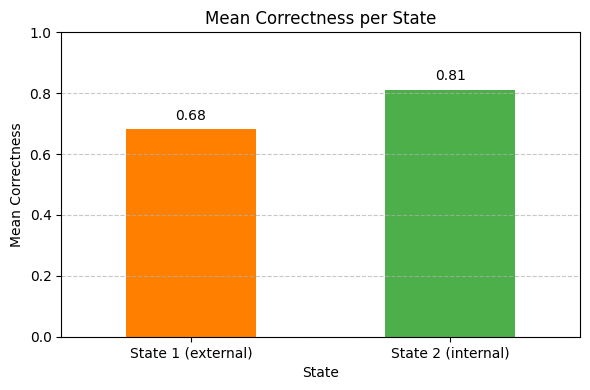 Mean Correctness per State
Mean Correctness
1.0
0.8
0.6
0.4
0.2
0.0
0.68
0.81
State 1 (external)
State 2 (internal)
State